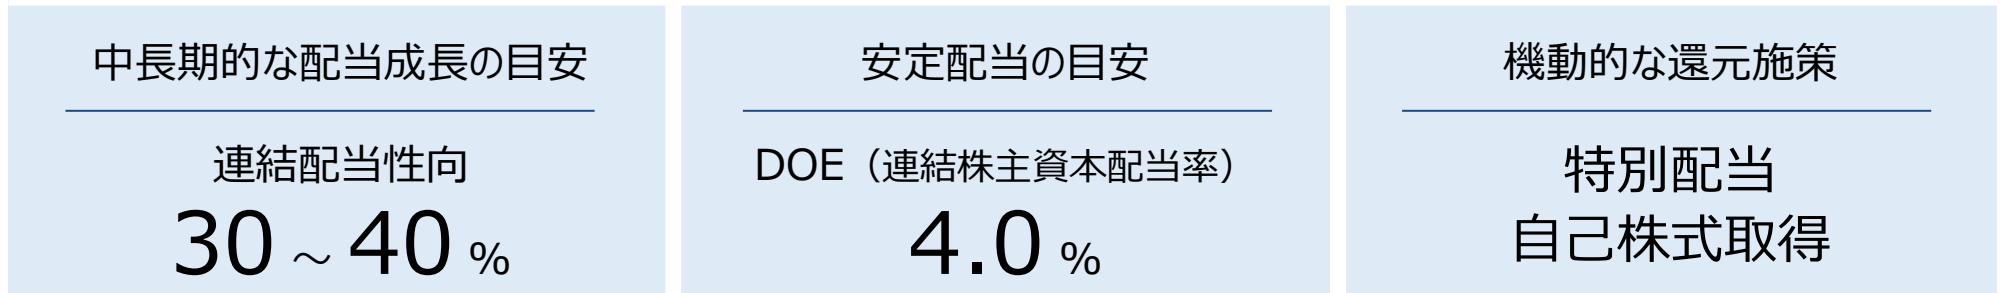 中長期的な配当成長の目安
連結配当性向
30～40%
安定配当の目安
DOE（連結株主資本配当率）
4.0%
機動的な還元施策
特別配当
自己株式取得